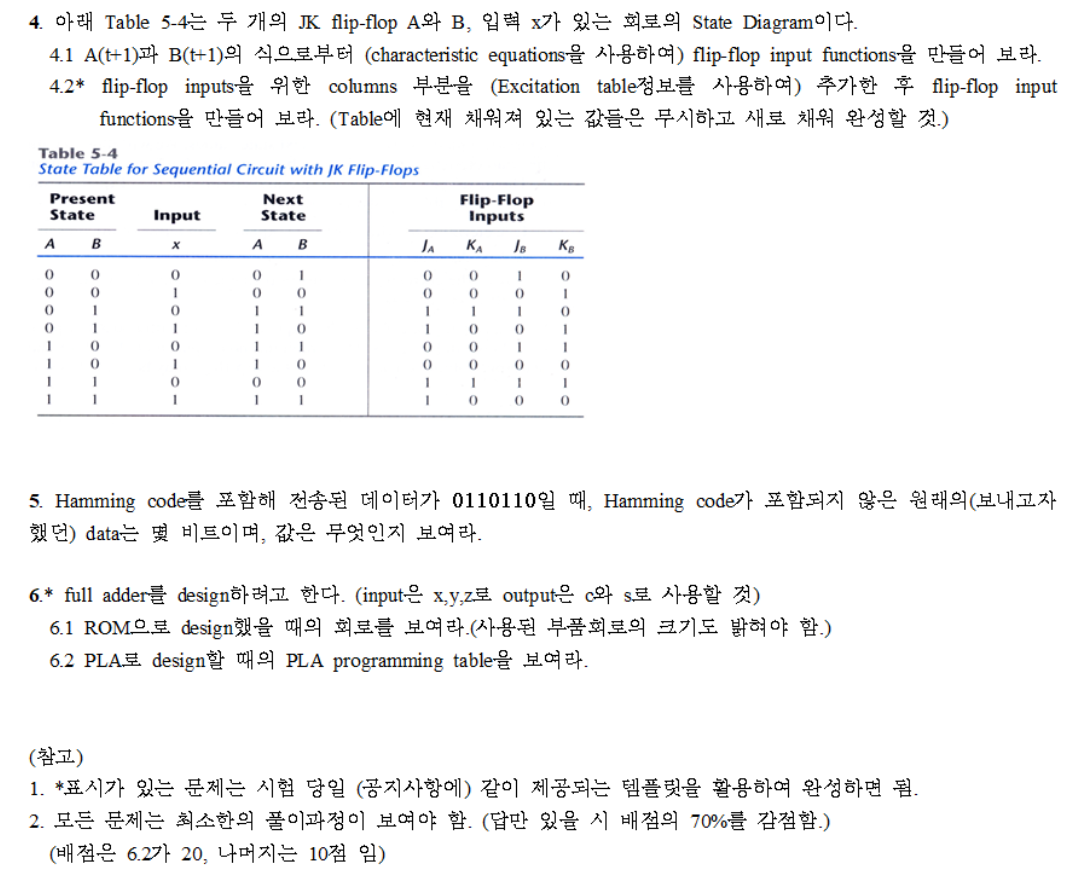 4. 아래 Table 5-4는 두 개의 JK flip-flop A와 B, 입력 x가 있는 회로의 State Diagram이다.
4.1 A(t+1)과 B(t+1)의 식으로부터 (characteristic equations을 사용하여) flip-flop input functions을 만들어 보라.
4.2* flip-flop inputs을 위한 columns 부분을 (Excitation table정보를 사용하여) 추가한 후 flip-flop input
functions을 만들어 보라. (Table에 현재 채워져 있는 값들은 무시하고 새로 채워 완성할 것.)
Table 5-4
State Table for Sequential Circuit with JK Flip-Flops
Present State Input Next State Flip-Flop Inputs
A B x A B J_A K_A J_B K_B
0 0 0 0 1 0 0 1 0
0 0 1 0 0 0 0 0 1
0 1 0 1 1 1 1 1 0
0 1 1 1 0 1 0 0 1
1 0 0 1 1 0 0 1 1
1 0 1 1 0 0 0 0 0
1 1 0 0 0 1 1 1 1
1 1 1 1 1 1 0 0 0
5. Hamming code를 포함해 전송된 데이터가 0110110일 때, Hamming code가 포함되지 않은 원래의(보내고자
했던) data는 몇 비트이며, 값은 무엇인지 보여라.
6.* full adder를 design하려고 한다. (input은 x,y,z로 output은 c와 s로 사용할 것)
6.1 ROM으로 design했을 때의 회로를 보여라.(사용된 부품회로의 크기도 밝혀야 함.)
6.2 PLA로 design할 때의 PLA programming table을 보여라.
(참고)
1. *표시가 있는 문제는 시험 당일 (공지사항에) 같이 제공되는 템플릿을 활용하여 완성하면 됨.
2. 모든 문제는 최소한의 풀이과정이 보여야 함. (답만 있을 시 배점의 70%를 감점함.)
(배점은 6.2가 20, 나머지는 10점 임)